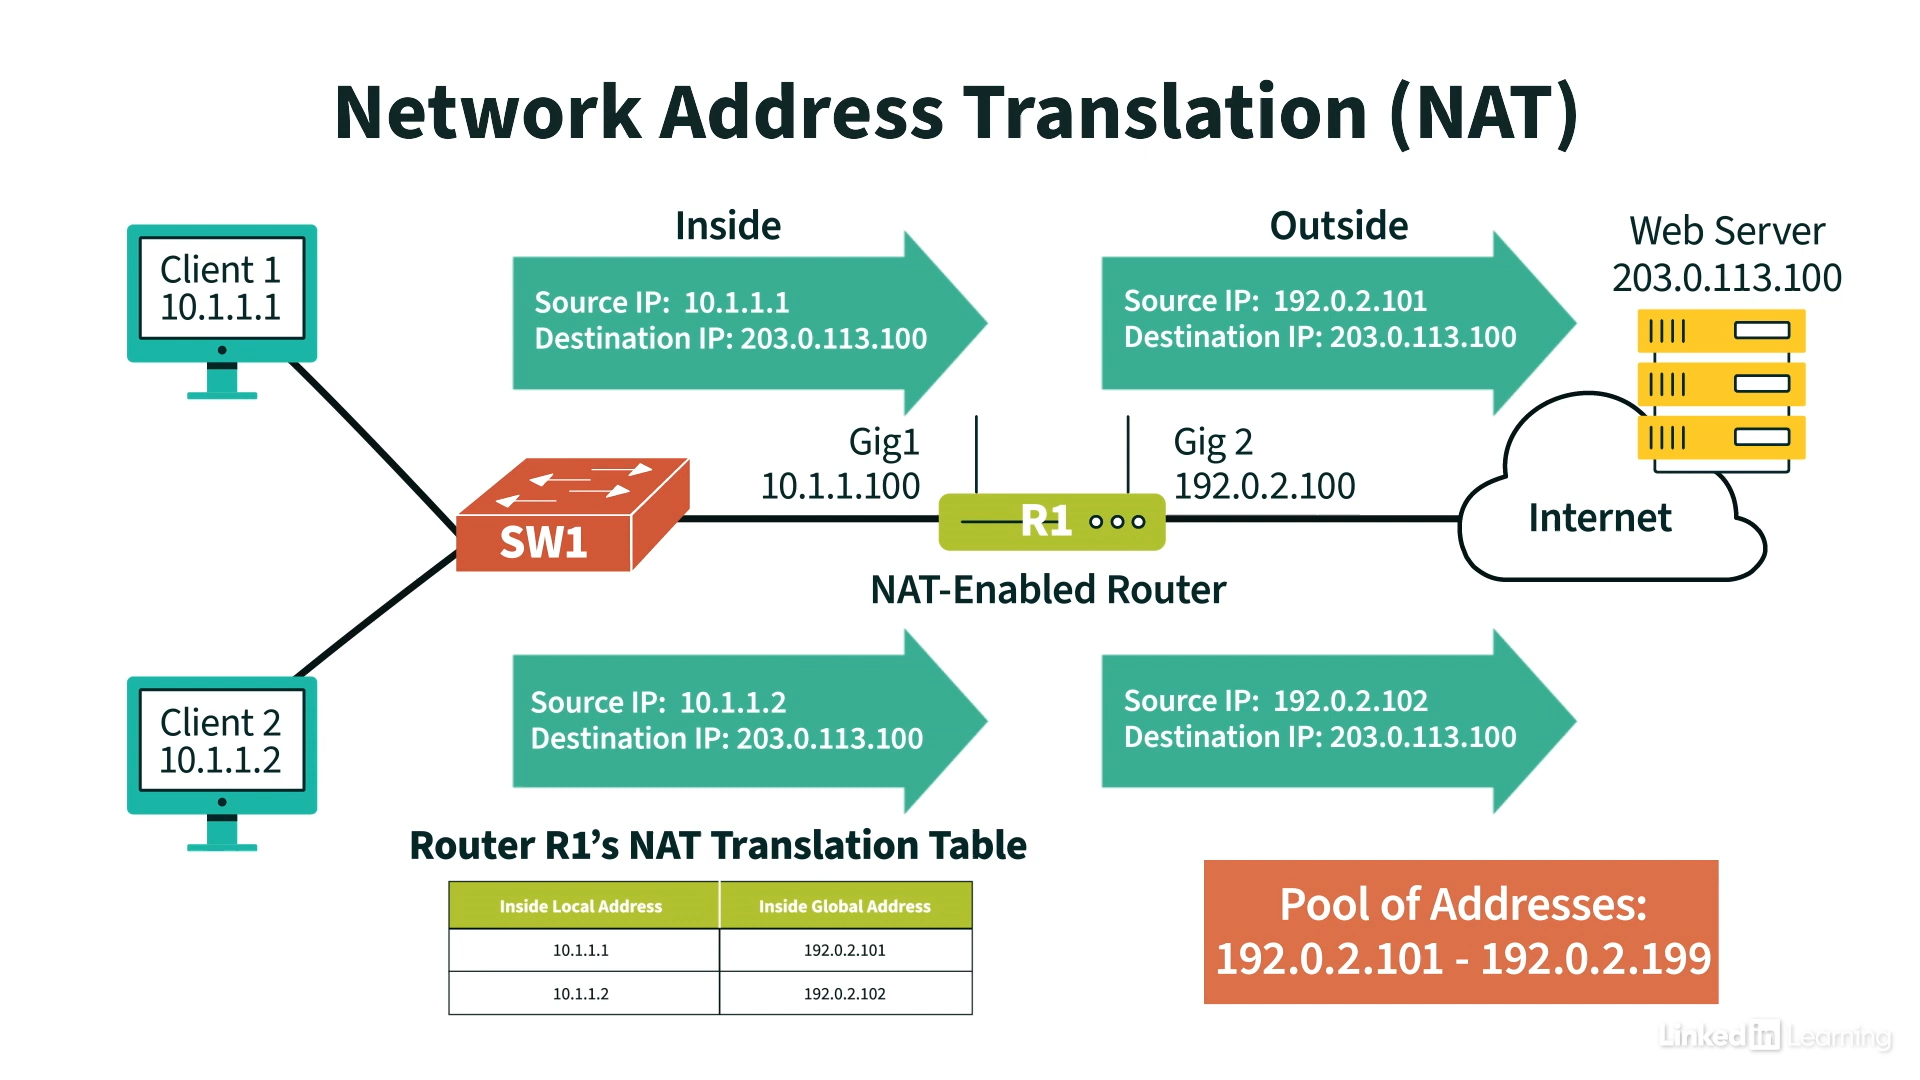 Network Address Translation (NAT)
Inside
Outside
Web Server
203.0.113.100
Client 1
10.1.1.1
Source IP: 10.1.1.1
Destination IP: 203.0.113.100
Source IP: 192.0.2.101
Destination IP: 203.0.113.100
Gig1
10.1.1.100
Gig 2
192.0.2.100
SW1
R1
Internet
NAT-Enabled Router
Client 2
10.1.1.2
Source IP: 10.1.1.2
Destination IP: 203.0.113.100
Source IP: 192.0.2.102
Destination IP: 203.0.113.100
Router R1’s NAT Translation Table
Inside Local Address
Inside Global Address
10.1.1.1
192.0.2.101
10.1.1.2
192.0.2.102
Pool of Addresses:
192.0.2.101 - 192.0.2.199
Linked in Learning